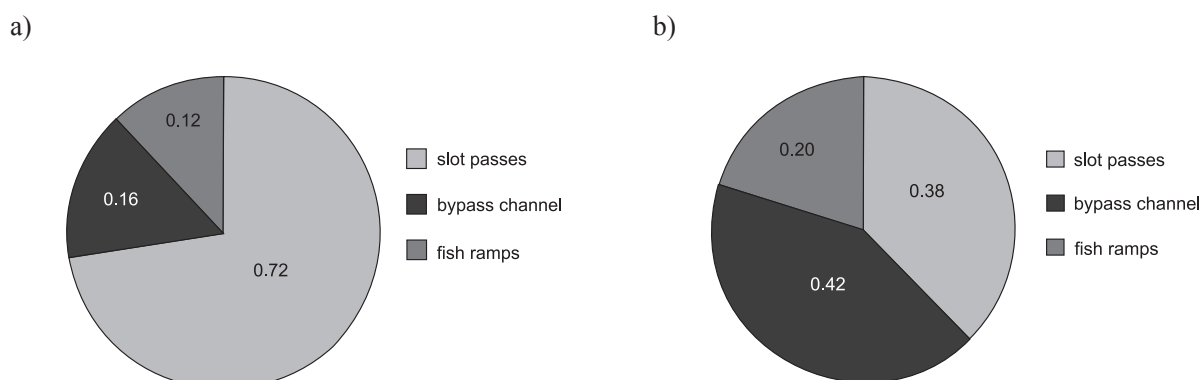 a)
0.12
0.16
0.72
slot passes
bypass channel
fish ramps
b)
0.20
0.38
0.42
slot passes
bypass channel
fish ramps